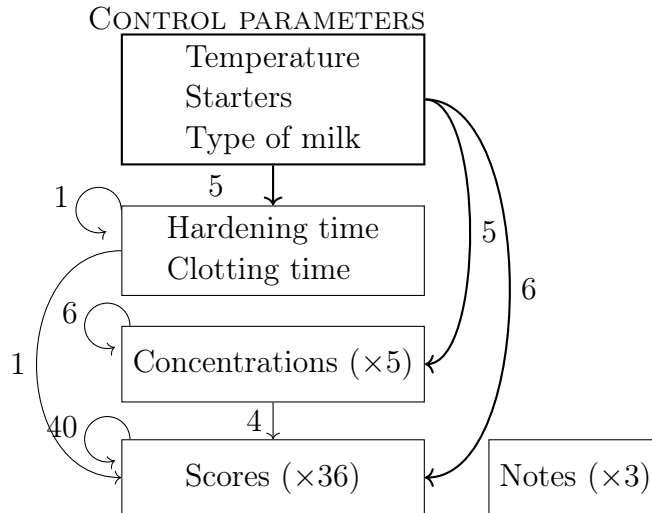 CONTROL PARAMETERS
Temperature
Starters
Type of milk
5
1
Hardening time
Clotting time
5
6
6
Concentrations (×5)
1
4
40
Scores (×36)
Notes (×3)